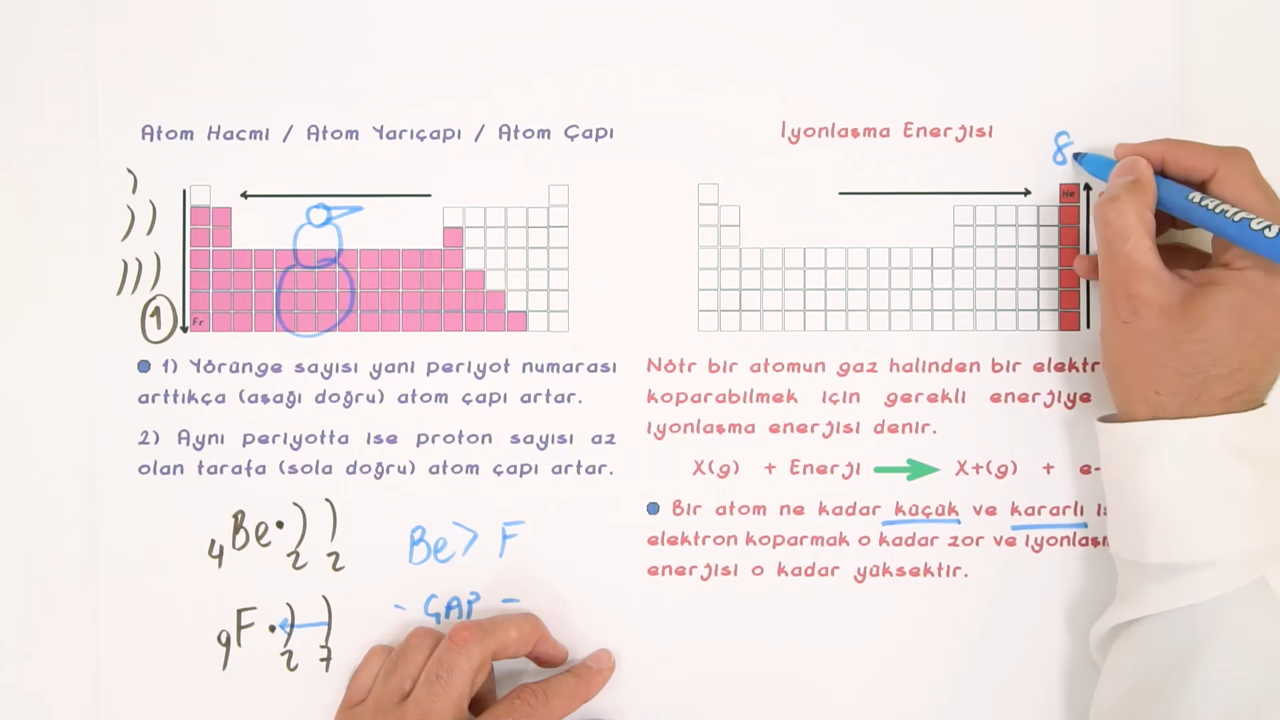 Atom Hacmi / Atom Yarıçapı / Atom Çapı
Fr
1
1) Yörünge sayısı yani periyot numarası
arttıkça (aşağı doğru) atom çapı artar.
2) Aynı periyotta ise proton sayısı az
olan tarafa (sola doğru) atom çapı artar.
4Be 2 2
9F 2 7
Be > F
- ÇAP -
İyonlaşma Enerjisi
8
He
Nötr bir atomun gaz halinden bir elektr
koparabilmek için gerekli enerjiye
iyonlaşma enerjisi denir.
X(g) + Enerji → X+(g) + e-
Bir atom ne kadar küçük ve kararlı
elektron koparmak o kadar zor ve iyonlaşm
enerjisi o kadar yüksektir.
KAMPÜS